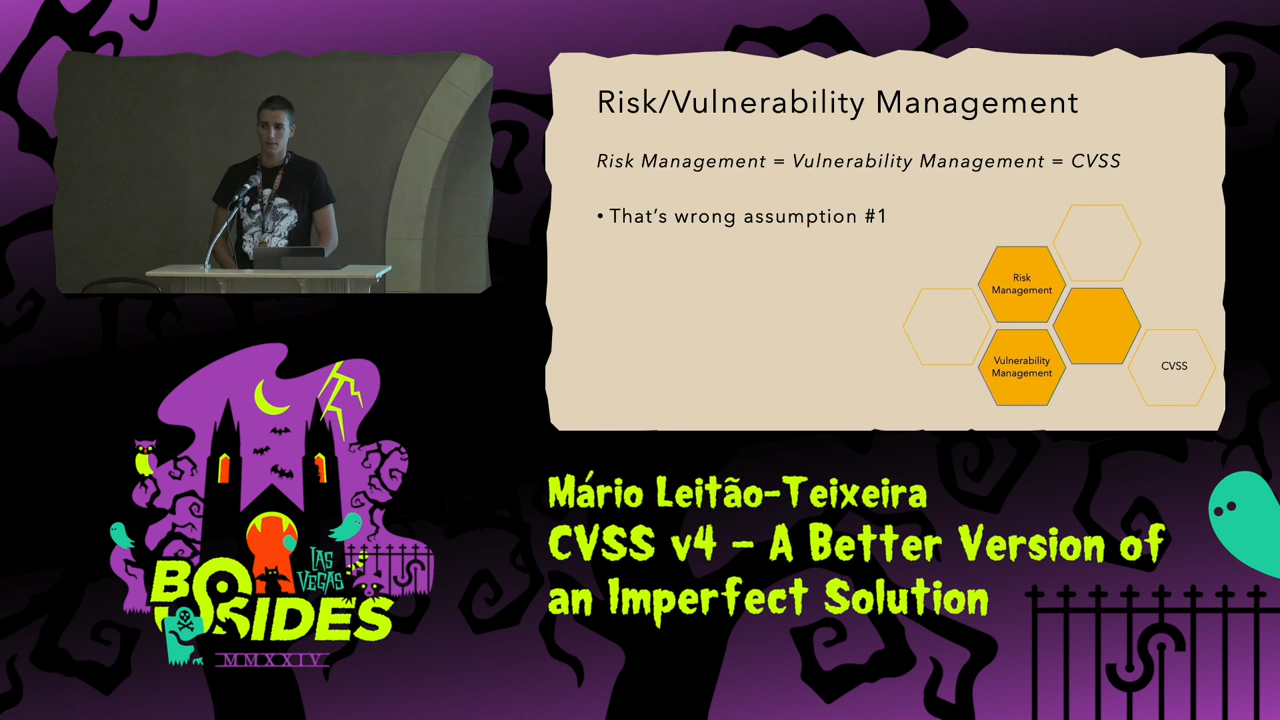 Risk/Vulnerability Management
Risk Management = Vulnerability Management = CVSS
• That's wrong assumption #1
Risk
Management
Vulnerability
Management
CVSS
Mário Leitão-Teixeira
CVSS v4 - A Better Version of
an Imperfect Solution
LAS
VEGAS
BSIDES
MMXXIV